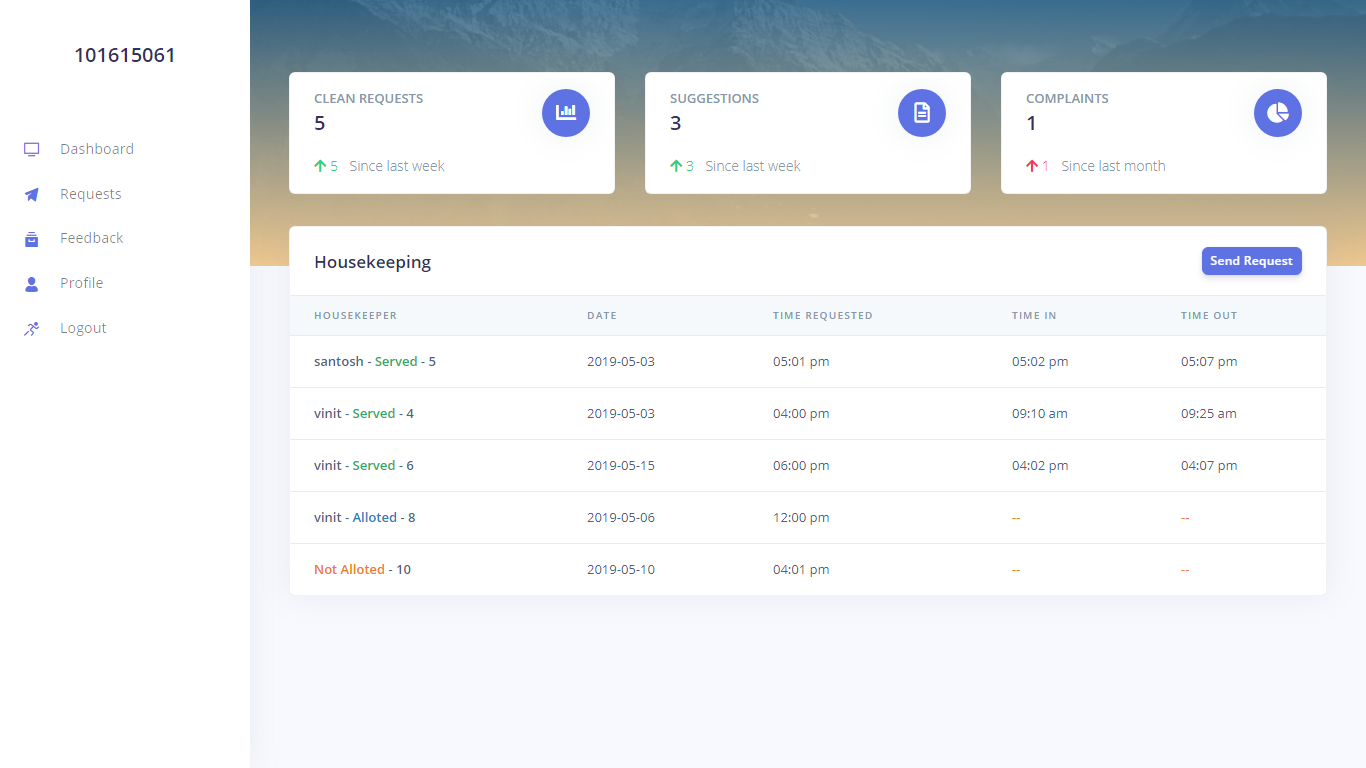 101615061
Dashboard
Requests
Feedback
Profile
Logout
CLEAN REQUESTS
5
5 Since last week
SUGGESTIONS
3
3 Since last week
COMPLAINTS
1
1 Since last month
Housekeeping
Send Request
HOUSEKEEPER DATE TIME REQUESTED TIME IN TIME OUT
santosh - Served - 5 2019-05-03 05:01 pm 05:02 pm 05:07 pm
vinit - Served - 4 2019-05-03 04:00 pm 09:10 am 09:25 am
vinit - Served - 6 2019-05-15 06:00 pm 04:02 pm 04:07 pm
vinit - Alloted - 8 2019-05-06 12:00 pm -- --
Not Alloted - 10 2019-05-10 04:01 pm -- --